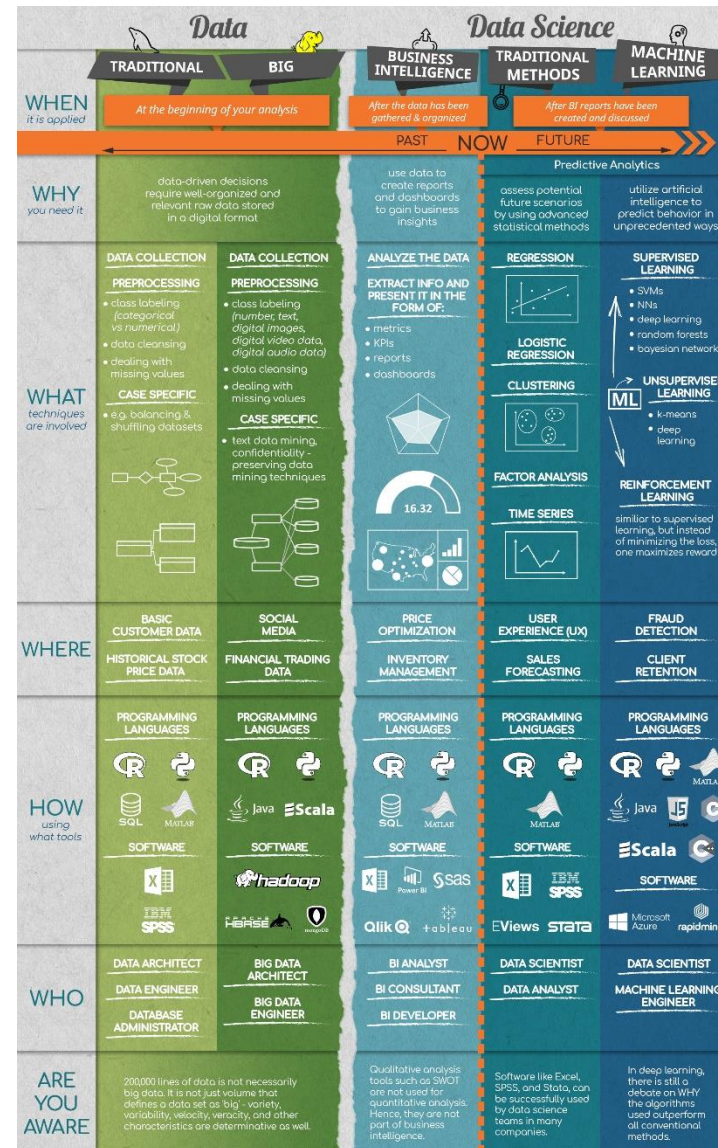 Data
Data Science
TRADITIONAL
BIG
BUSINESS
INTELLIGENCE
TRADITIONAL
METHODS
MACHINE
LEARNING
WHEN
it is applied
At the beginning of your analysis
After the data has been
gathered & organized
After BI reports have been
created and discussed
PAST
NOW
FUTURE
WHY
you need it
data-driven decisions
require well-organized and
relevant raw data stored
in a digital format
use data to
create reports
and dashboards
to gain business
insights
Predictive Analytics
assess potential
future scenarios
by using advanced
statistical methods
utilize artificial
intelligence to
predict behavior in
unprecedented ways
WHAT
techniques
are involved
DATA COLLECTION
PREPROCESSING
• class labeling
(categorical
vs numerical)
• data cleansing
• dealing with
missing values
CASE SPECIFIC
• e.g. balancing &
shuffling datasets
DATA COLLECTION
PREPROCESSING
• class labeling
(number, text,
digital images,
digital video data,
digital audio data)
• data cleansing
• dealing with
missing values
CASE SPECIFIC
• text data mining,
confidentiality -
preserving data
mining techniques
ANALYZE THE DATA
EXTRACT INFO AND
PRESENT IT IN THE
FORM OF:
• metrics
• KPIs
• reports
• dashboards
16.32
REGRESSION
LOGISTIC
REGRESSION
CLUSTERING
FACTOR ANALYSIS
TIME SERIES
SUPERVISED
LEARNING
• SVMs
• NNs
• deep learning
• random forests
• bayesian network
ML
UNSUPERVISE
LEARNING
• k-means
• deep
learning
REINFORCEMENT
LEARNING
similiar to supervised
learning, but instead
of minimizing the loss,
one maximizes reward
WHERE
BASIC
CUSTOMER DATA
HISTORICAL STOCK
PRICE DATA
SOCIAL
MEDIA
FINANCIAL TRADING
DATA
PRICE
OPTIMIZATION
INVENTORY
MANAGEMENT
USER
EXPERIENCE (UX)
SALES
FORECASTING
FRAUD
DETECTION
CLIENT
RETENTION
HOW
using
what tools
PROGRAMMING
LANGUAGES
R
SQL
MATLAB
SOFTWARE
X
IBM
SPSS
PROGRAMMING
LANGUAGES
R
Java
Scala
SOFTWARE
hadoop
APACHE
HBASE
mongoDB
PROGRAMMING
LANGUAGES
R
SQL
MATLAB
SOFTWARE
X
Power BI
sas
Qlik
+ableau
PROGRAMMING
LANGUAGES
R
MATLAB
SOFTWARE
X
IBM
SPSS
EViews
STATA
PROGRAMMING
LANGUAGES
R
MATLA
Java
JS
C
Scala
C++
SOFTWARE
Microsoft
Azure
rapidmin
WHO
DATA ARCHITECT
DATA ENGINEER
DATABASE
ADMINISTRATOR
BIG DATA
ARCHITECT
BIG DATA
ENGINEER
BI ANALYST
BI CONSULTANT
BI DEVELOPER
DATA SCIENTIST
DATA ANALYST
DATA SCIENTIST
MACHINE LEARNING
ENGINEER
ARE
YOU
AWARE
200,000 lines of data is not necessarily
big data. It is not just volume that
defines a data set as 'big' - variety,
variability, velocity, veracity, and other
characteristics are determinative as well.
Qualitative analysis
tools such as SWOT
are not used for
quantitative analysis.
Hence, they are not
part of business
intelligence.
Software like Excel,
SPSS, and Stata, can
be successfully used
by data science
teams in many
companies.
In deep learning,
there is still a
debate on WHY
the algorithms
used outperform
all conventional
methods.